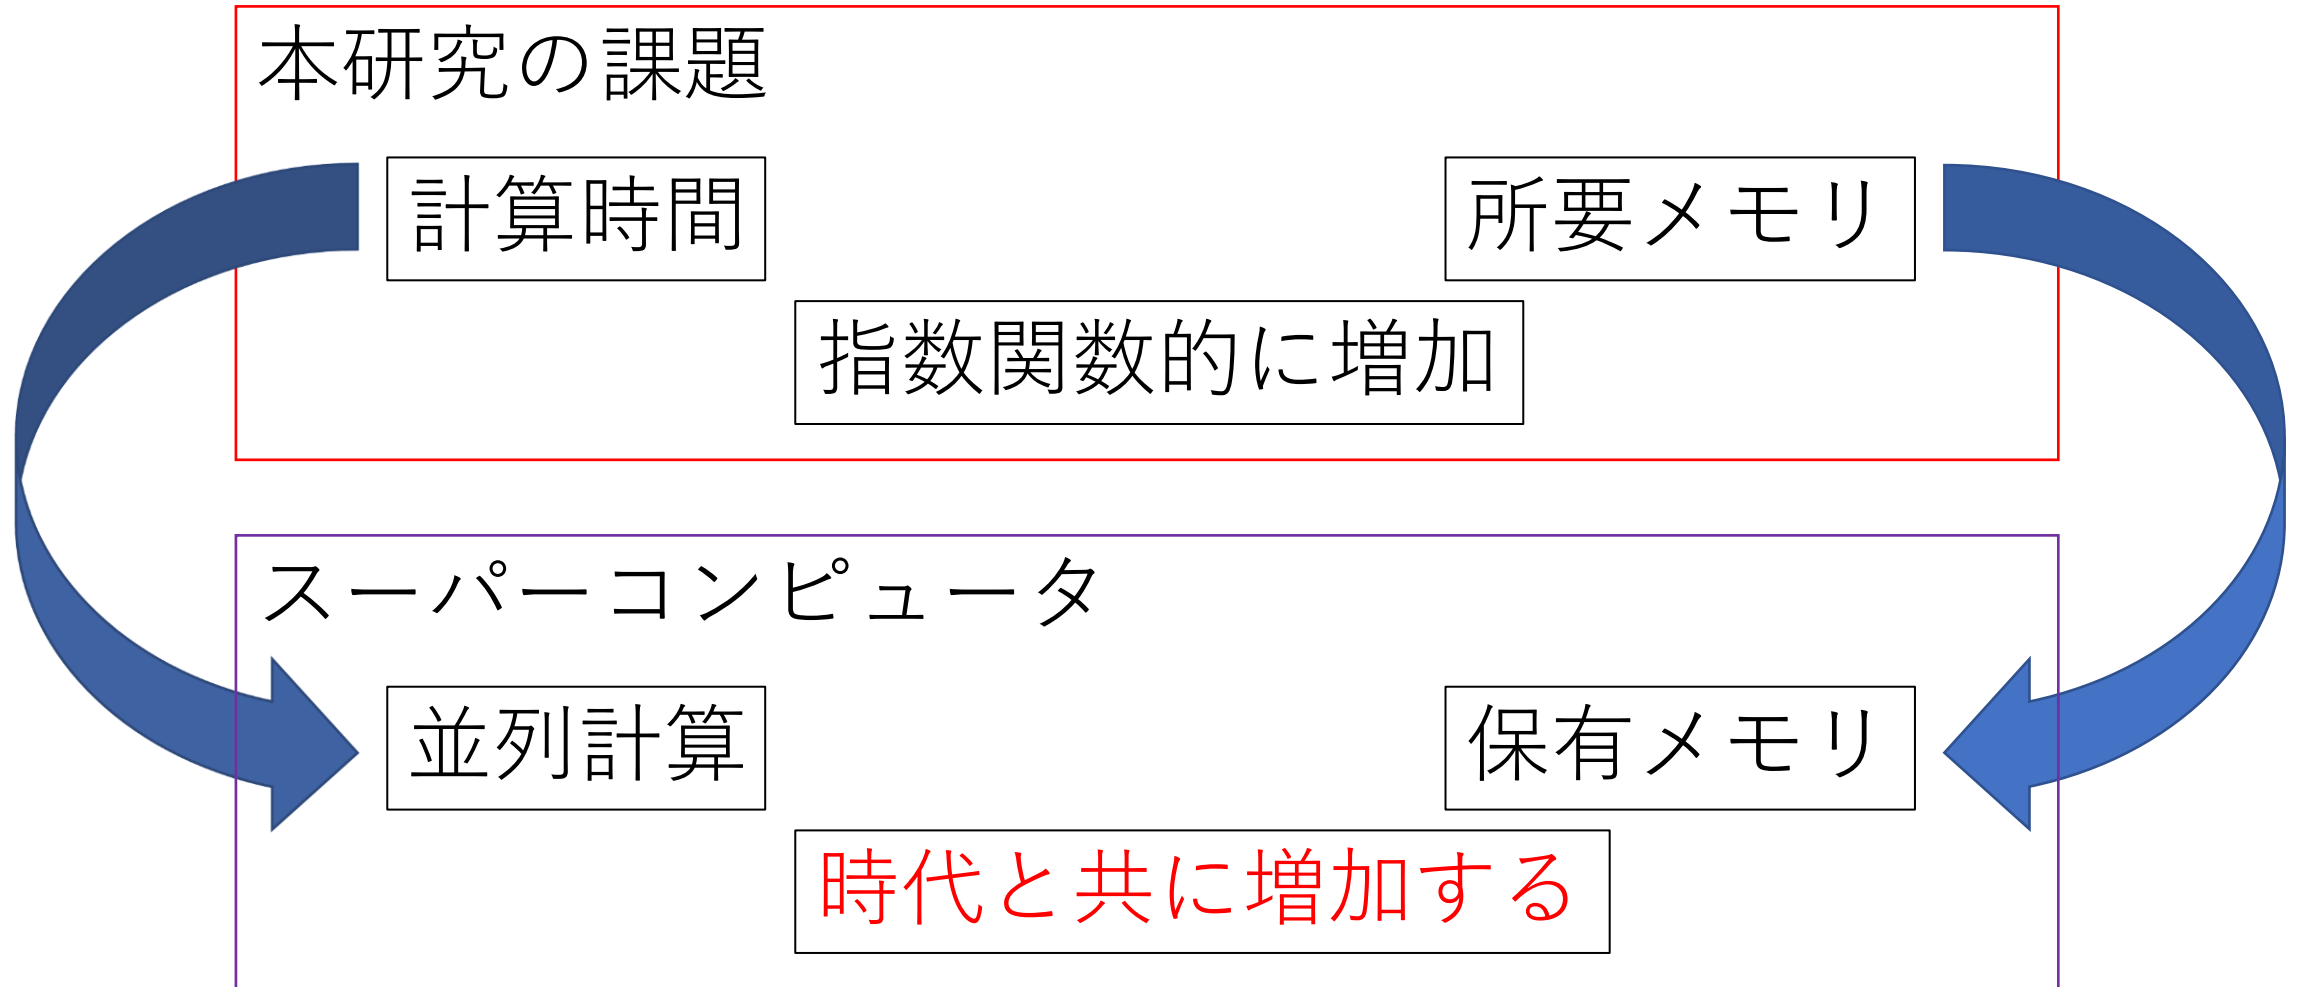 本研究の課題
計算時間
所要メモリ
指数関数的に増加
スーパーコンピュータ
並列計算
保有メモリ
時代と共に増加する